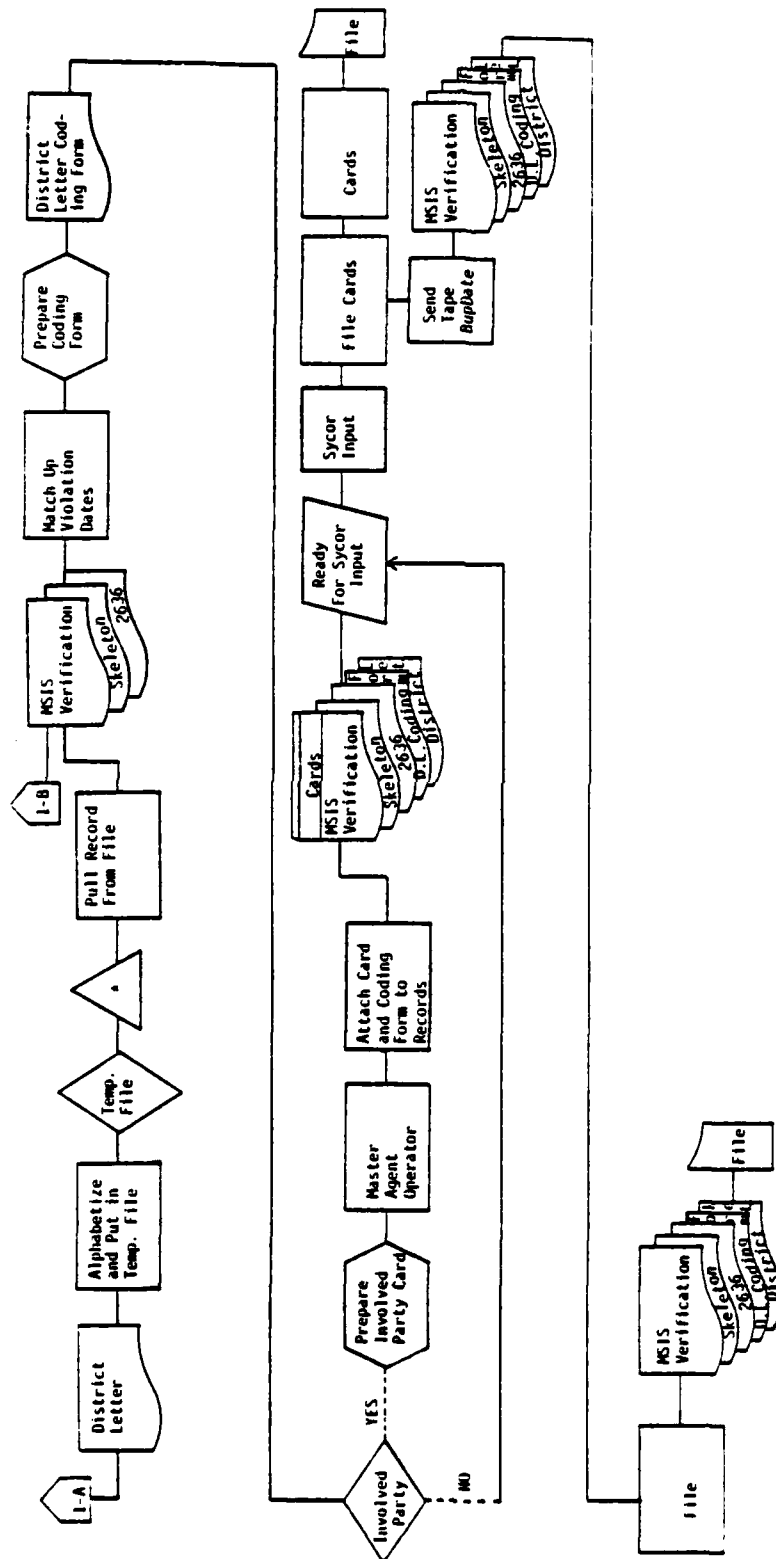 1-A
District
Letter
Alphabetize
and Put in
Temp. File
Temp.
File
*
Pull Record
From File
1-B
MSIS
Verification
Skeleton
2636
Match Up
Violation
Dates
Prepare
Coding
Form
District
Letter Cod-
ing Form
Involved
Party
YES
NO
Prepare
Involved
Party Card
Master
Agent
Operator
Attach Card
and Coding
Form to
Records
Cards
MSIS
Verification
Skeleton
2636
D.L. Coding
District
Ready
For Sycor
Input
Sycor
Input
File Cards
Cards
File
Send
Tape
BupDate
MSIS
Verification
Skeleton
2636
D.L. Coding
District
File
MSIS
Verification
Skeleton
2636
D.L. Coding
District
File